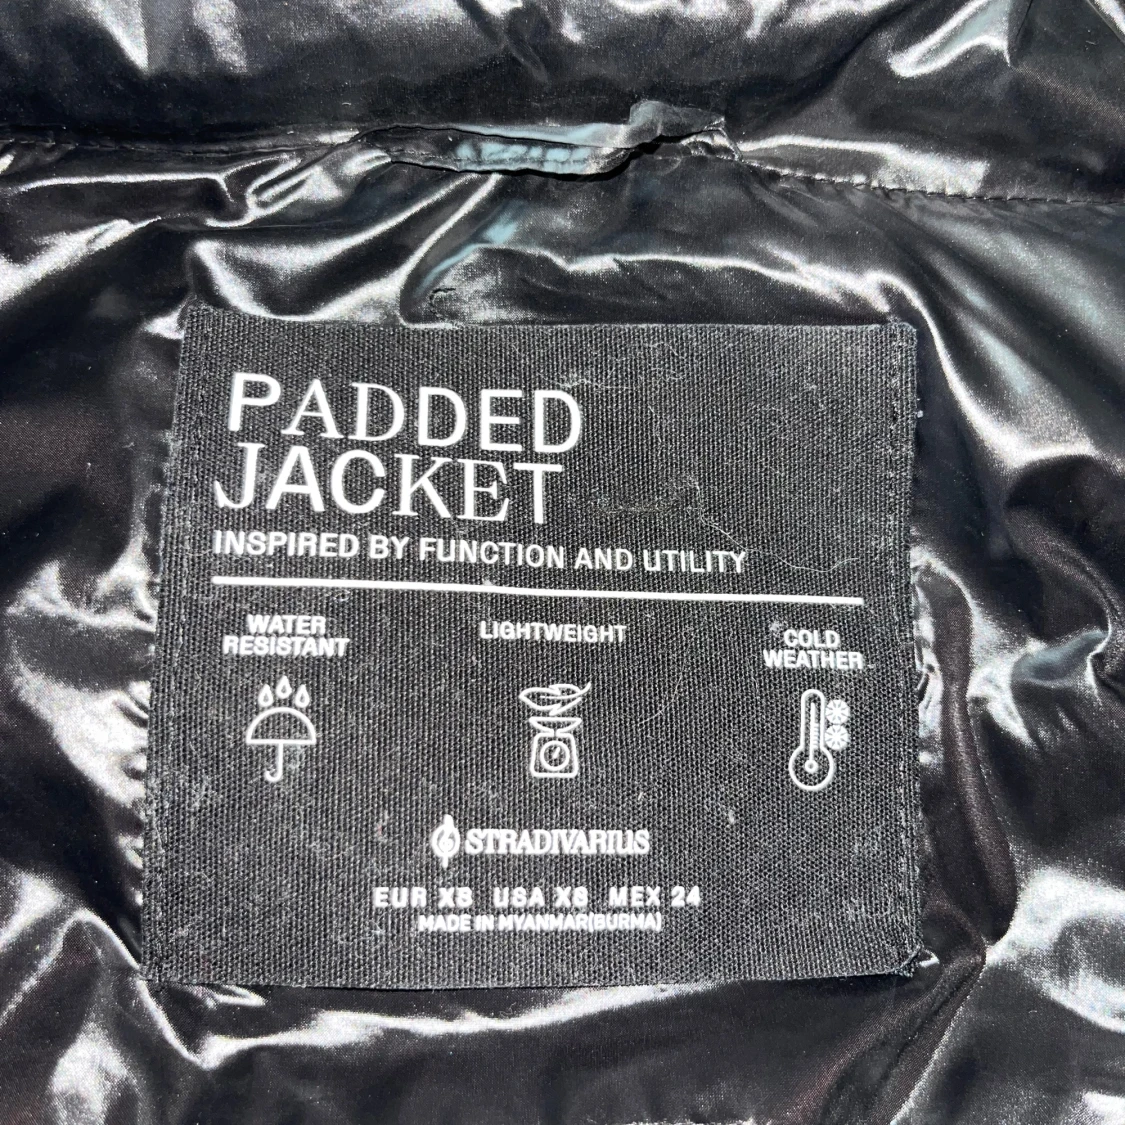 PADDED
JACKET
INSPIRED BY FUNCTION AND UTILITY
WATER
RESISTANT
LIGHTWEIGHT
COLD
WEATHER
STRADIVARIUS
EUR XS USA XS MEX 24
MADE IN MYANMAR(BURMA)